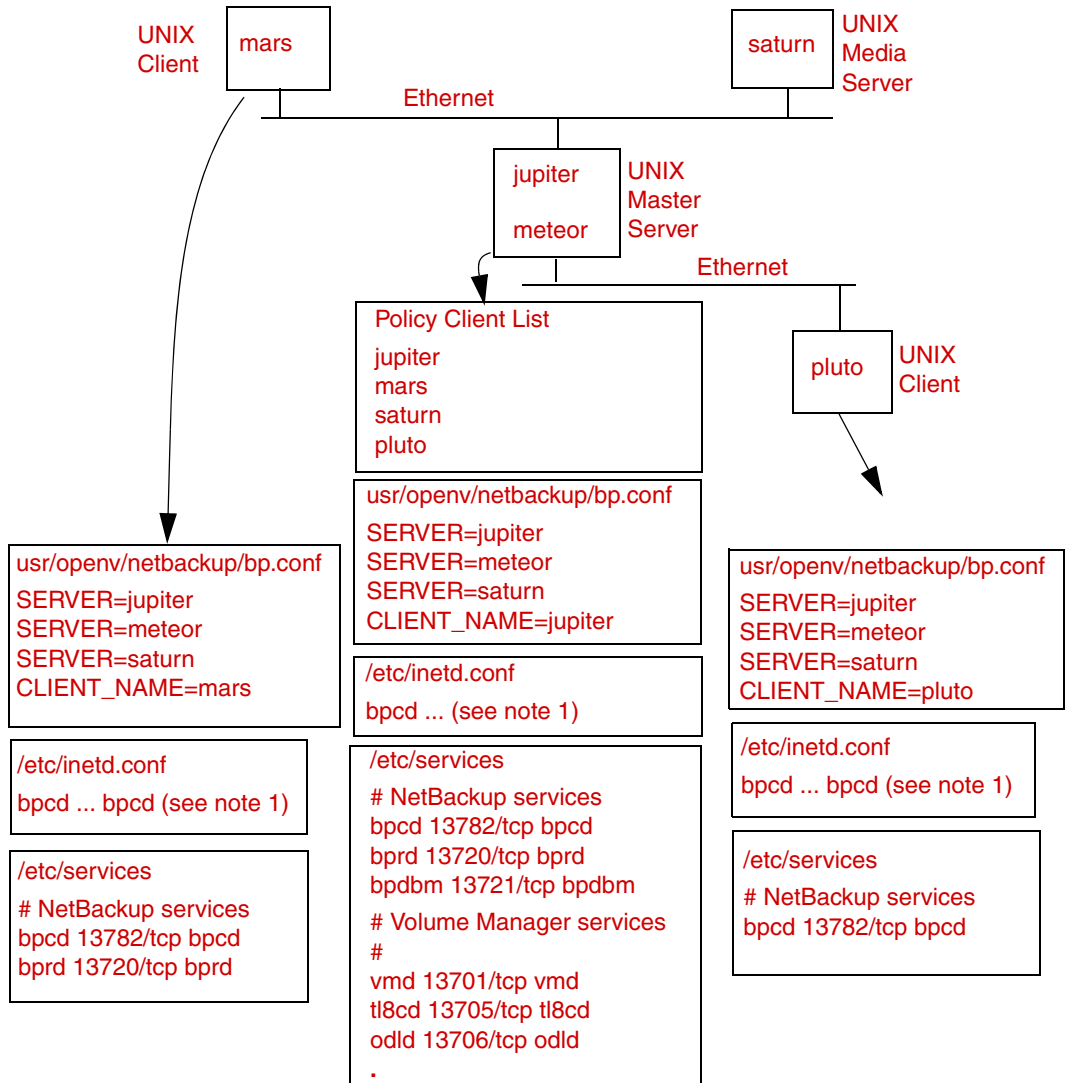 UNIX
Client
mars
saturn
UNIX
Media
Server
Ethernet
jupiter
meteor
UNIX
Master
Server
Ethernet
pluto
UNIX
Client
Policy Client List
jupiter
mars
saturn
pluto
usr/openv/netbackup/bp.conf
SERVER=jupiter
SERVER=meteor
SERVER=saturn
CLIENT_NAME=mars
/etc/inetd.conf
bpcd ... bpcd (see note 1)
/etc/services
# NetBackup services
bpcd 13782/tcp bpcd
bprd 13720/tcp bprd
usr/openv/netbackup/bp.conf
SERVER=jupiter
SERVER=meteor
SERVER=saturn
CLIENT_NAME=jupiter
/etc/inetd.conf
bpcd ... (see note 1)
/etc/services
# NetBackup services
bpcd 13782/tcp bpcd
bprd 13720/tcp bprd
bpdbm 13721/tcp bpdbm
# Volume Manager services
#
vmd 13701/tcp vmd
tl8cd 13705/tcp tl8cd
odld 13706/tcp odld
.
usr/openv/netbackup/bp.conf
SERVER=jupiter
SERVER=meteor
SERVER=saturn
CLIENT_NAME=pluto
/etc/inetd.conf
bpcd ... bpcd (see note 1)
/etc/services
# NetBackup services
bpcd 13782/tcp bpcd